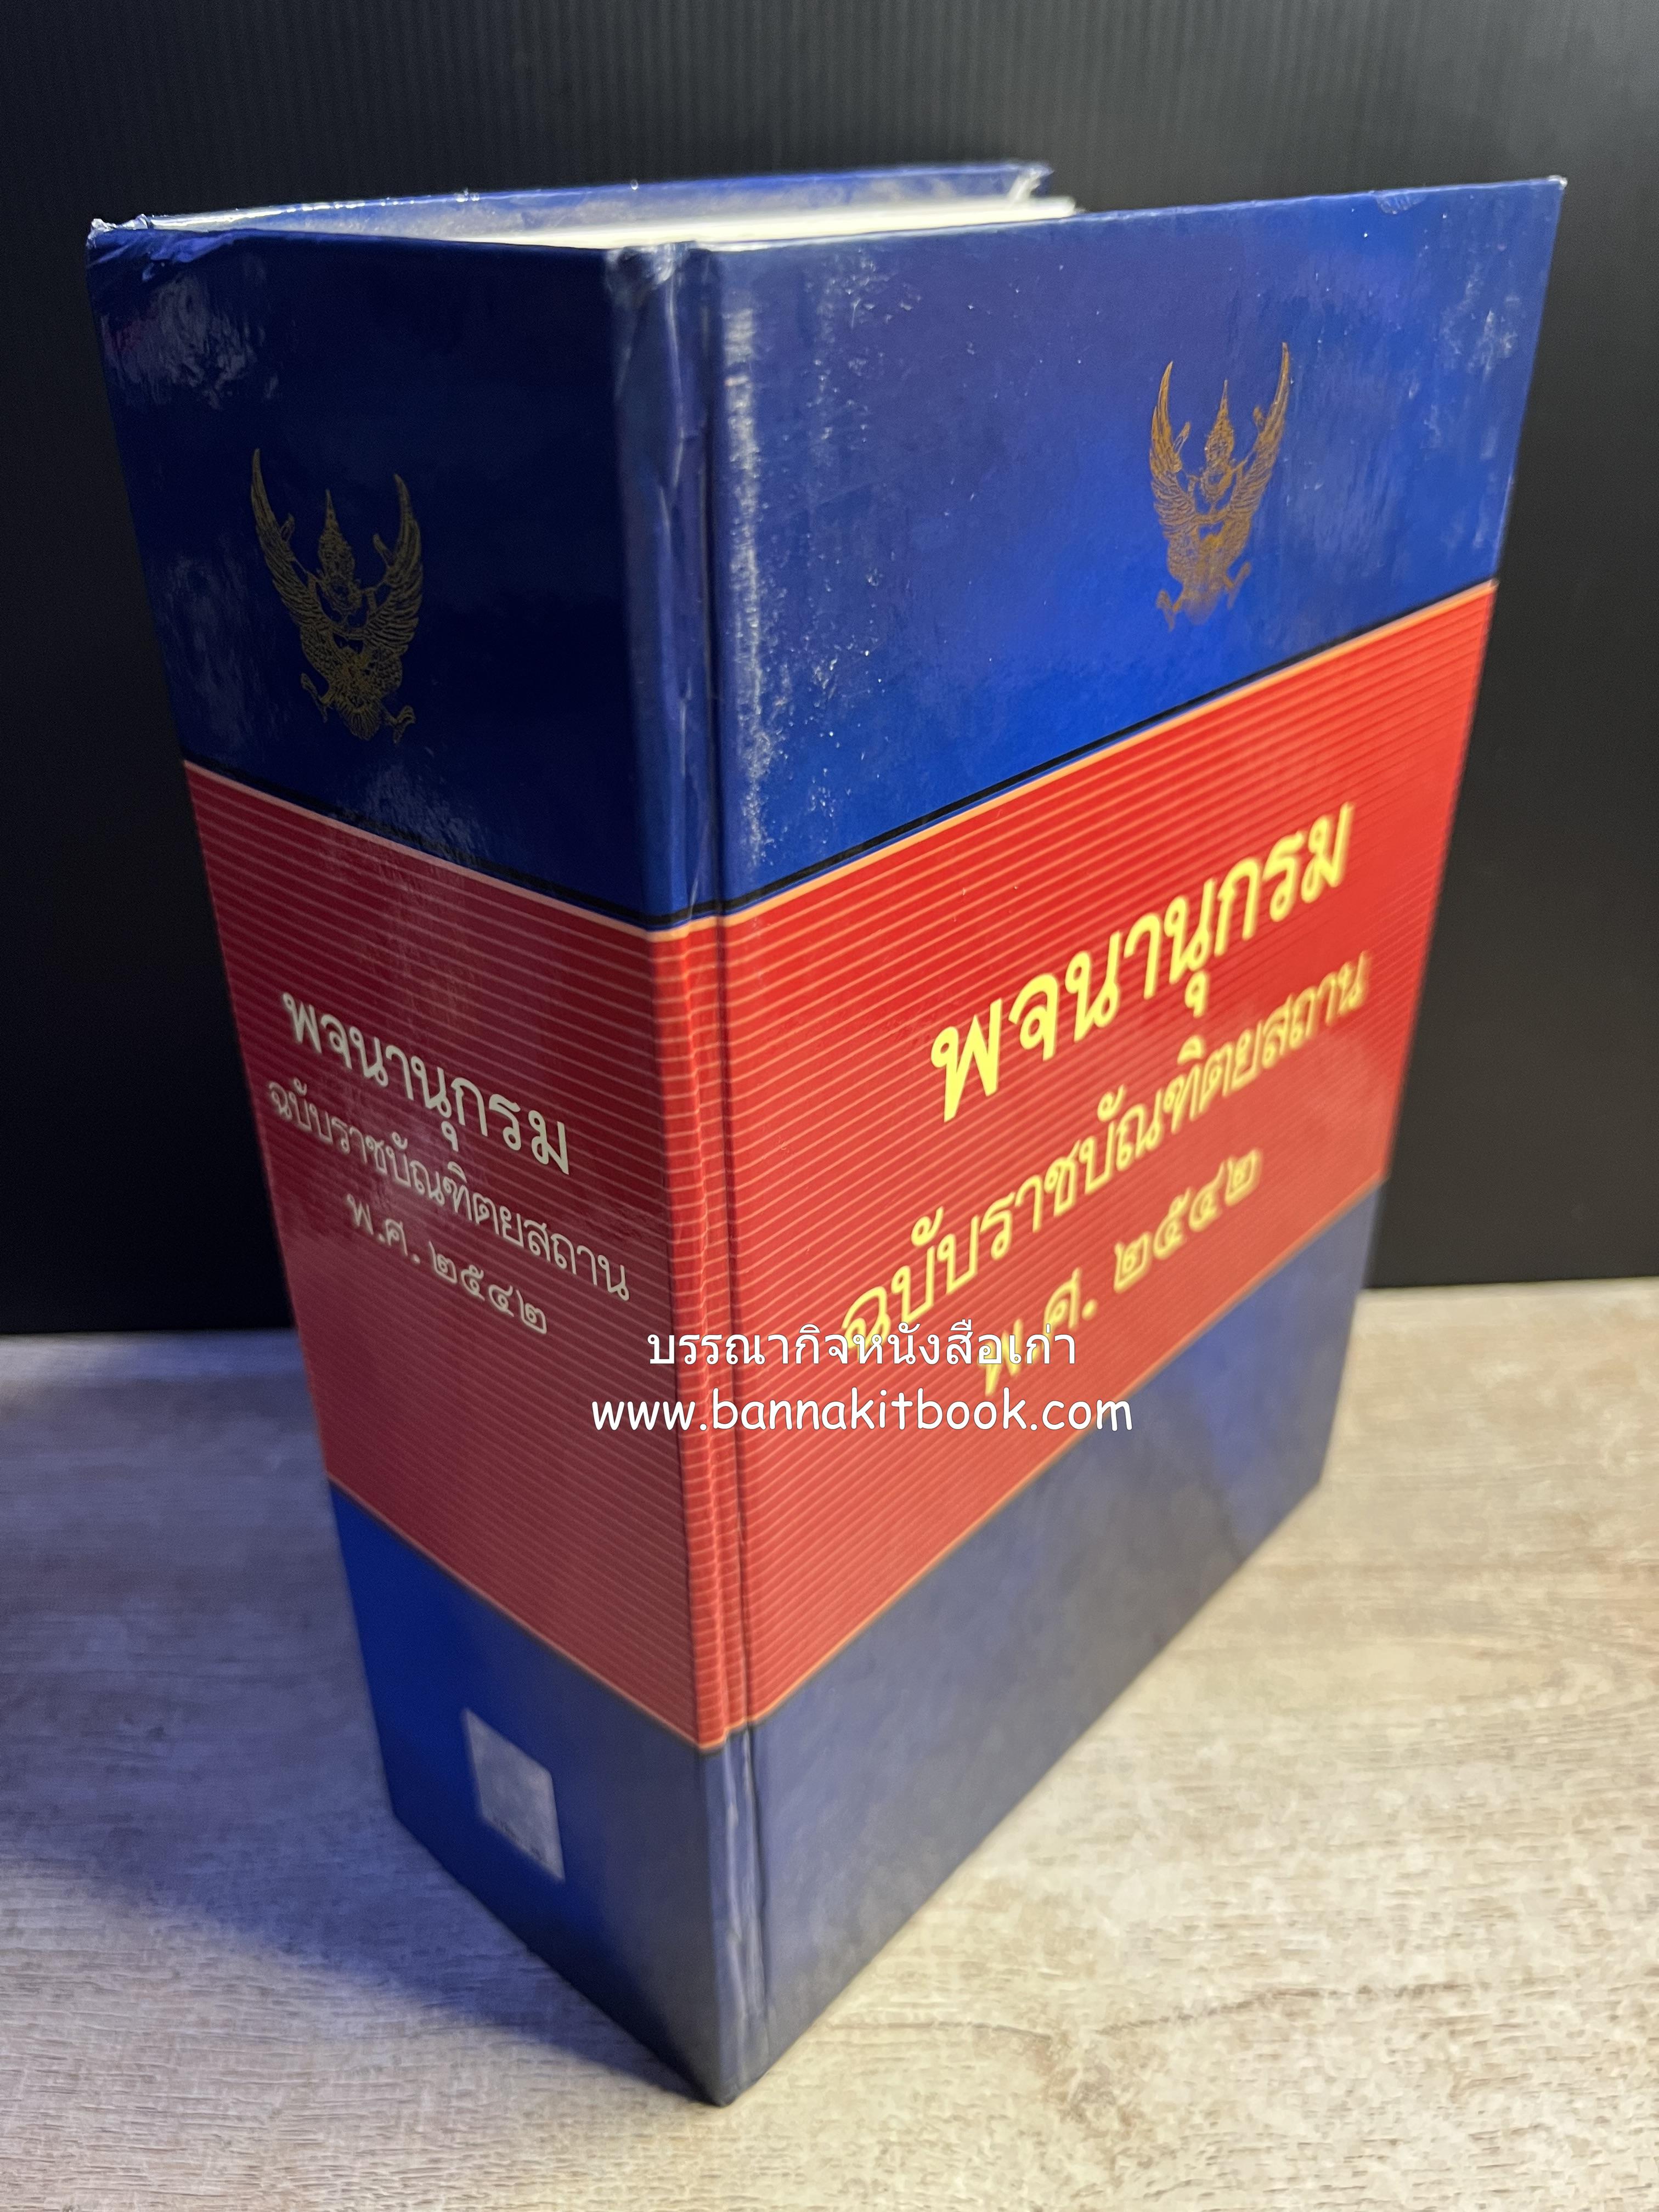 พจนานุกรม
ฉบับราชบัณฑิตยสถาน
พ.ศ. ๒๕๔๒
พจนานุกรม
ฉบับราชบัณฑิตยสถาน
พ.ศ. ๒๕๔๒
บรรณากิจหนังสือเก่า
www.bannakitbook.com